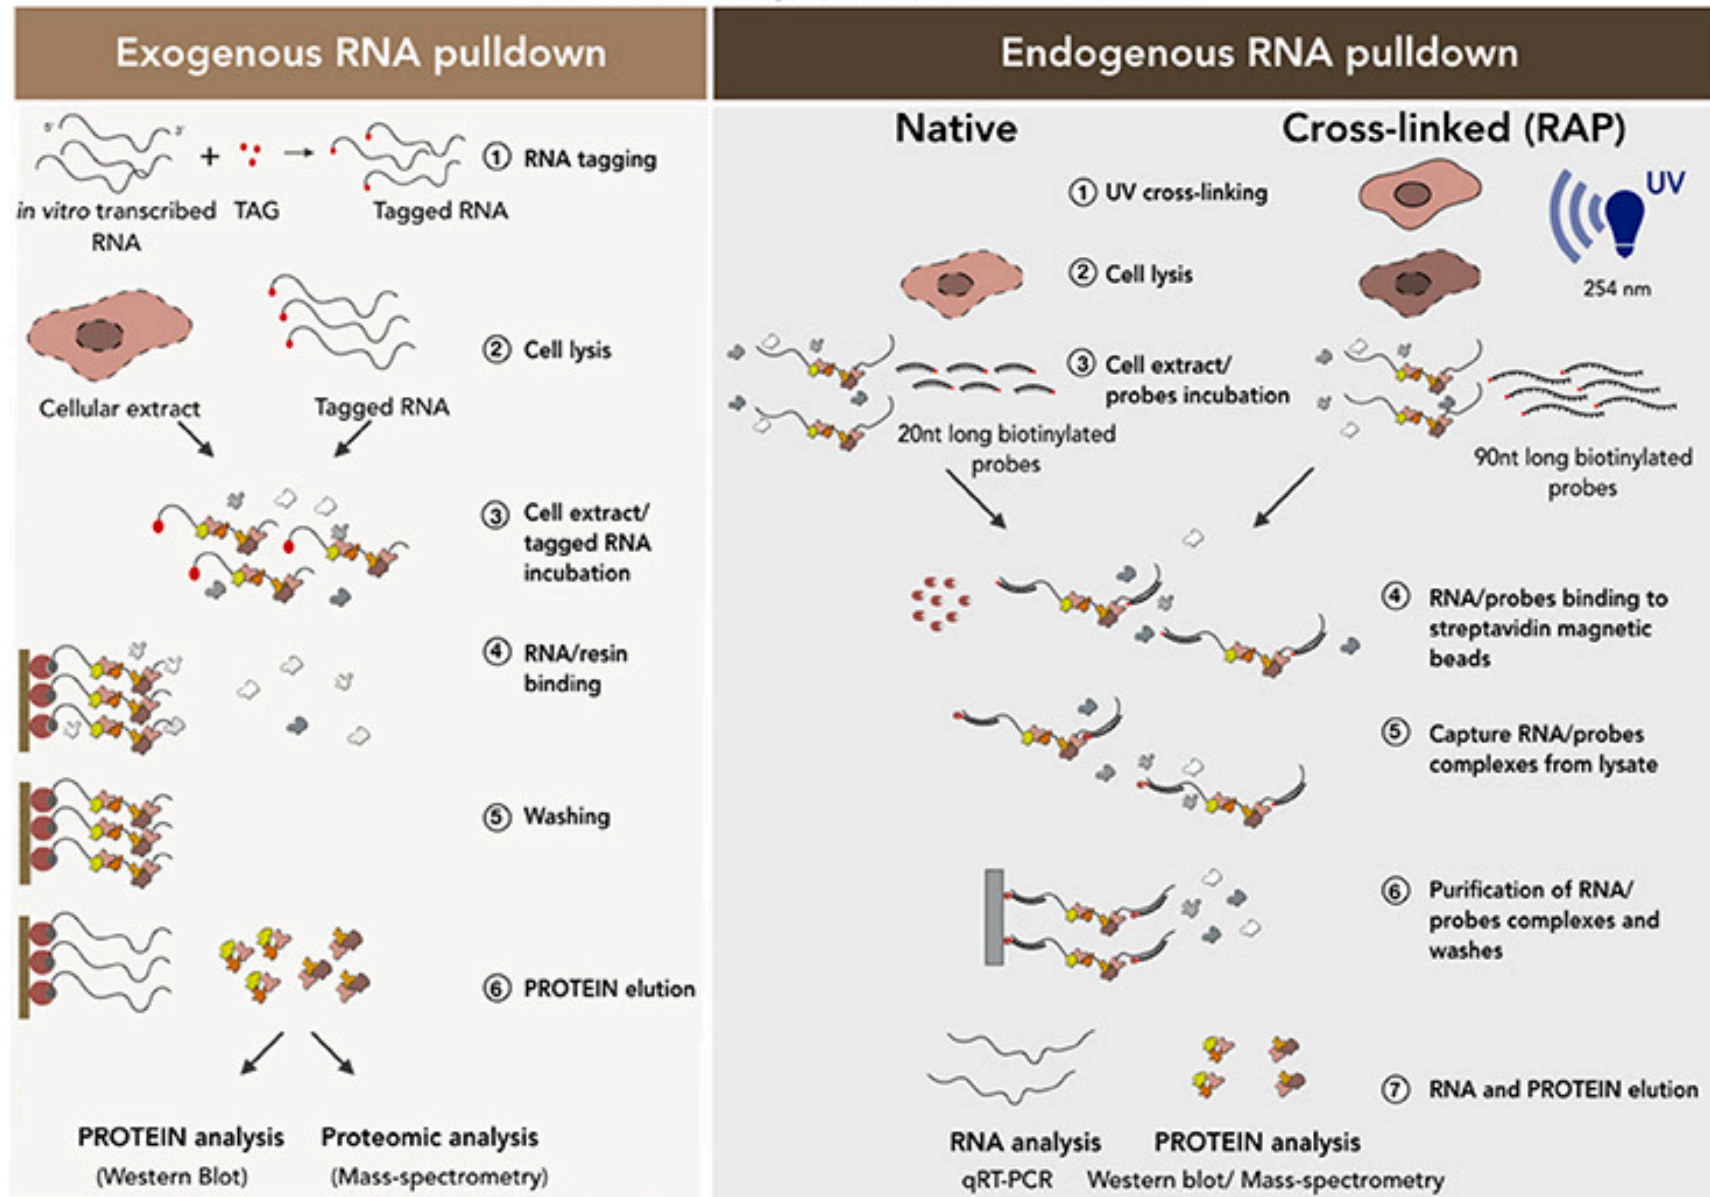 Exogenous RNA pulldown
5'
3'
+
① RNA tagging
in vitro transcribed
RNA
TAG
Tagged RNA
② Cell lysis
Cellular extract
Tagged RNA
③ Cell extract/
tagged RNA
incubation
④ RNA/resin
binding
⑤ Washing
⑥ PROTEIN elution
PROTEIN analysis
(Western Blot)
Proteomic analysis
(Mass-spectrometry)
Endogenous RNA pulldown
Native
Cross-linked (RAP)
① UV cross-linking
UV
254 nm
② Cell lysis
③ Cell extract/
probes incubation
20nt long biotinylated
probes
90nt long biotinylated
probes
④ RNA/probes binding to
streptavidin magnetic
beads
⑤ Capture RNA/probes
complexes from lysate
⑥ Purification of RNA/
probes complexes and
washes
⑦ RNA and PROTEIN elution
RNA analysis
qRT-PCR
PROTEIN analysis
Western blot/ Mass-spectrometry